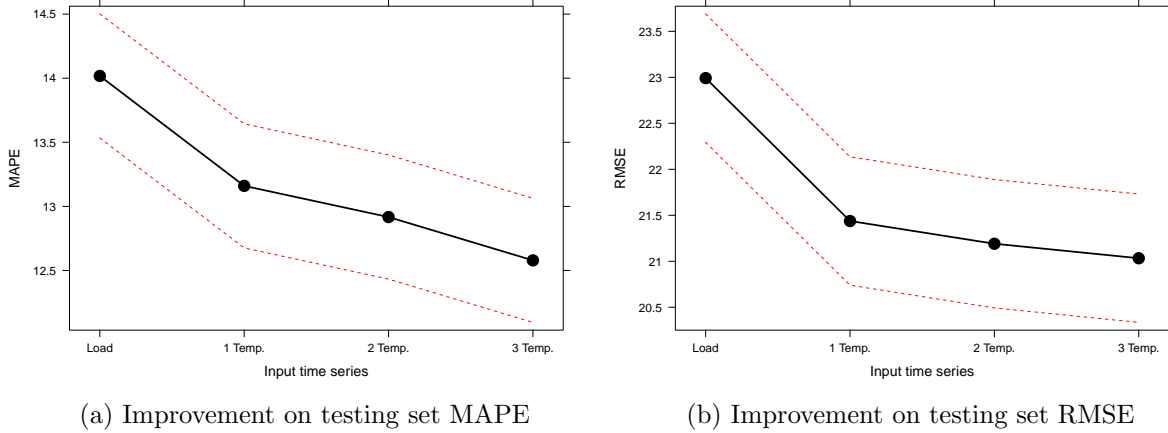 14.5
14
13.5
13
12.5
MAPE
Load
1 Temp.
2 Temp.
3 Temp.
Input time series
(a) Improvement on testing set MAPE
23.5
23
22.5
22
21.5
21
20.5
RMSE
Load
1 Temp.
2 Temp.
3 Temp.
Input time series
(b) Improvement on testing set RMSE